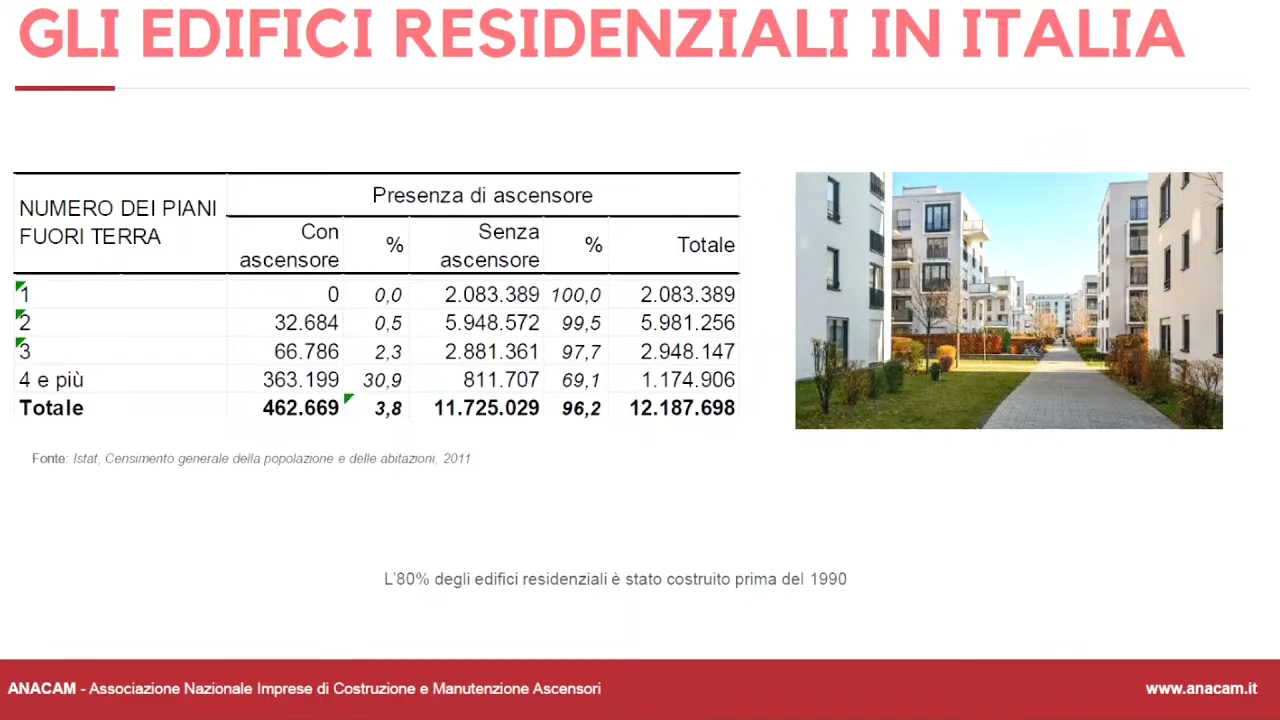 GLI EDIFICI RESIDENZIALI IN ITALIA
NUMERO DEI PIANI FUORI TERRA
Presenza di ascensore
Con ascensore % Senza ascensore % Totale
1 0 0,0 2.083.389 100,0 2.083.389
2 32.684 0,5 5.948.572 99,5 5.981.256
3 66.786 2,3 2.881.361 97,7 2.948.147
4 e più 363.199 30,9 811.707 69,1 1.174.906
Totale 462.669 3,8 11.725.029 96,2 12.187.698
Fonte: Istat, Censimento generale della popolazione e delle abitazioni, 2011
L'80% degli edifici residenziali è stato costruito prima del 1990
ANACAM - Associazione Nazionale Imprese di Costruzione e Manutenzione Ascensori
www.anacam.it